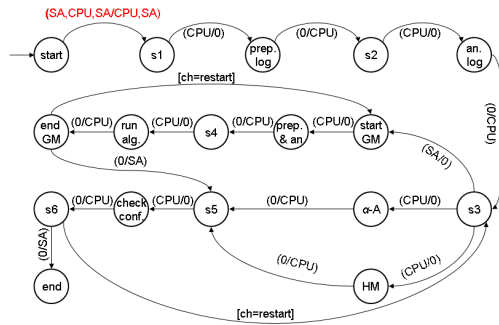 (SA,CPU,SA/CPU,SA)
(CPU/0)
(0/CPU)
(CPU/0)
start
s1
prep.
log
s2
an.
log
[ch=restart]
(0/CPU)
(0/CPU)
(CPU/0)
(0/CPU)
(CPU/0)
end
GM
run
alg.
s4
prep.
& an
start
GM
(0/SA)
(SA/0)
(0/CPU)
(CPU/0)
(0/CPU)
(CPU/0)
s6
check
conf.
s5
α-A
s3
(0/SA)
(0/CPU)
(CPU/0)
end
HM
[ch=restart]